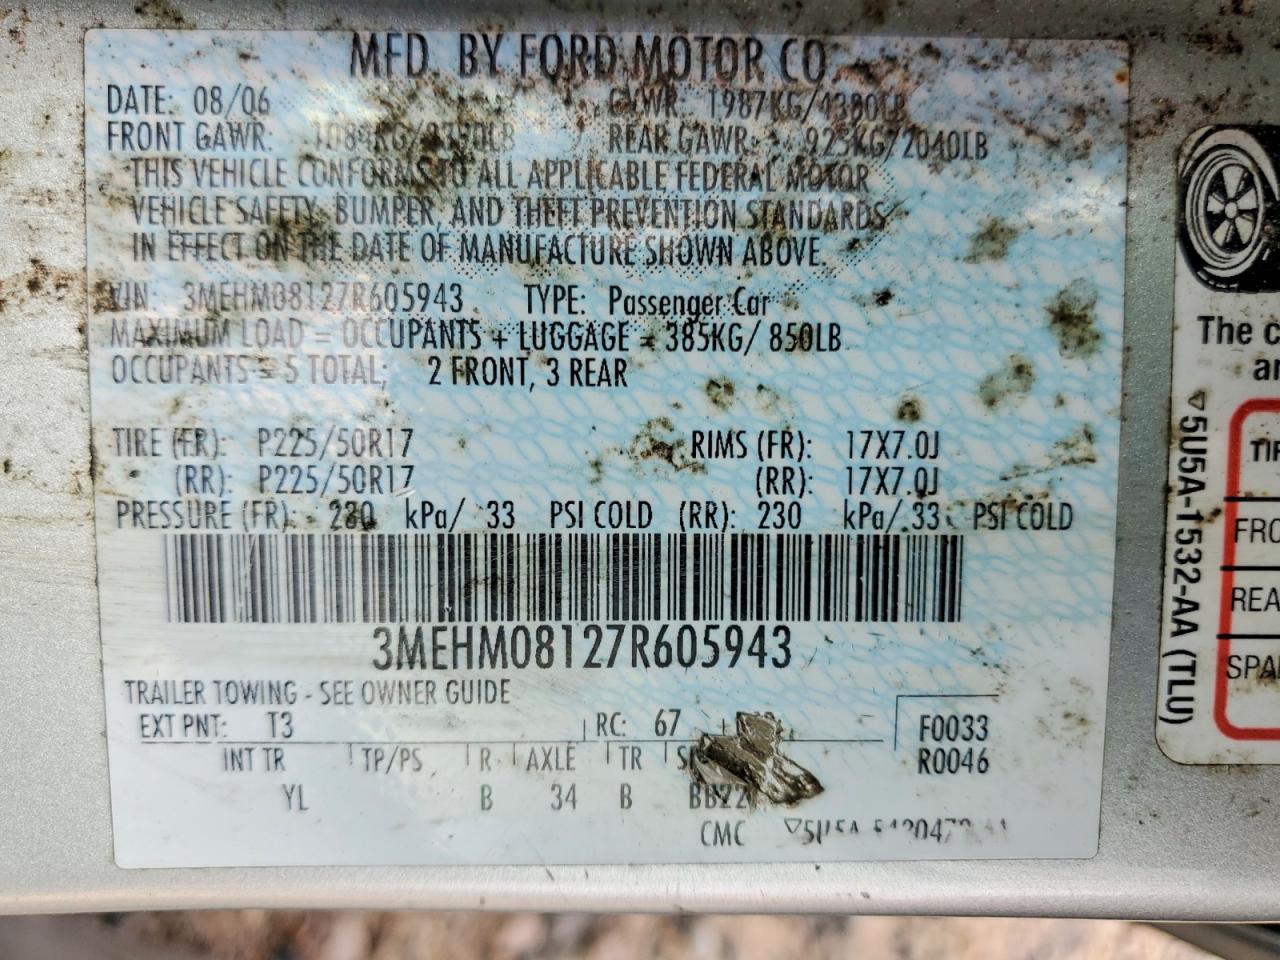 MFD. BY FORD MOTOR CO.
DATE: 08/06 GVWR: 1987KG/4380LB
FRONT GAWR: REAR GAWR: 925KG/2040LB
THIS VEHICLE CONFORMS TO ALL APPLICABLE FEDERAL MOTOR
VEHICLE SAFETY, BUMPER, AND THEFT PREVENTION STANDARDS
IN EFFECT ON THE DATE OF MANUFACTURE SHOWN ABOVE.
VIN: 3MEHM08127R605943 TYPE: Passenger Car
MAXIMUM LOAD = OCCUPANTS + LUGGAGE = 385KG/ 850LB
OCCUPANTS = 5 TOTAL; 2 FRONT, 3 REAR
TIRE (FR): P225/50R17 RIMS (FR): 17X7.0J
(RR): P225/50R17 (RR): 17X7.0J
PRESSURE (FR): 230 kPa/ 33 PSI COLD (RR): 230 kPa/ 33 PSI COLD
3MEHM08127R605943
TRAILER TOWING - SEE OWNER GUIDE
EXT PNT: T3 RC: 67 F0033
INT TR TP/PS R AXLE TR R0046
YL B 34 B
CMC
The c
an
5U5A-1532-AA (TLU)
TIR
FRO
REA
SPA